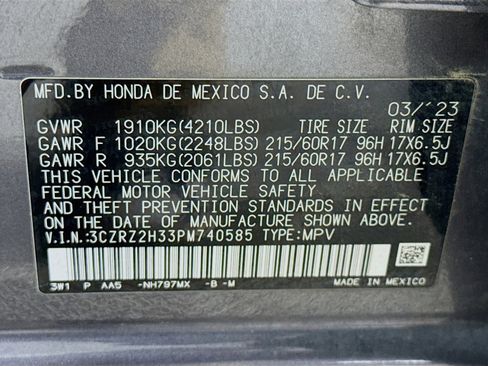 MFD.BY HONDA DE MEXICO S.A. DE C.V.
03/´23
GVWR 1910KG(4210LBS) TIRE SIZE RIM SIZE
GAWR F 1020KG(2248LBS) 215/60R17 96H 17X6.5J
GAWR R 935KG(2061LBS) 215/60R17 96H 17X6.5J
THIS VEHICLE CONFORMS TO ALL APPLICABLE
FEDERAL MOTOR VEHICLE SAFETY AND THEFT
PREVENTION STANDARDS IN EFFECT ON THE DATE
OF MANUFACTURE SHOWN ABOVE.
V.I.N.:3CZRZ2H33PM740585 TYPE:MPV
3W1 P AA5 -NH797MX -B -M
MADE IN MEXICO